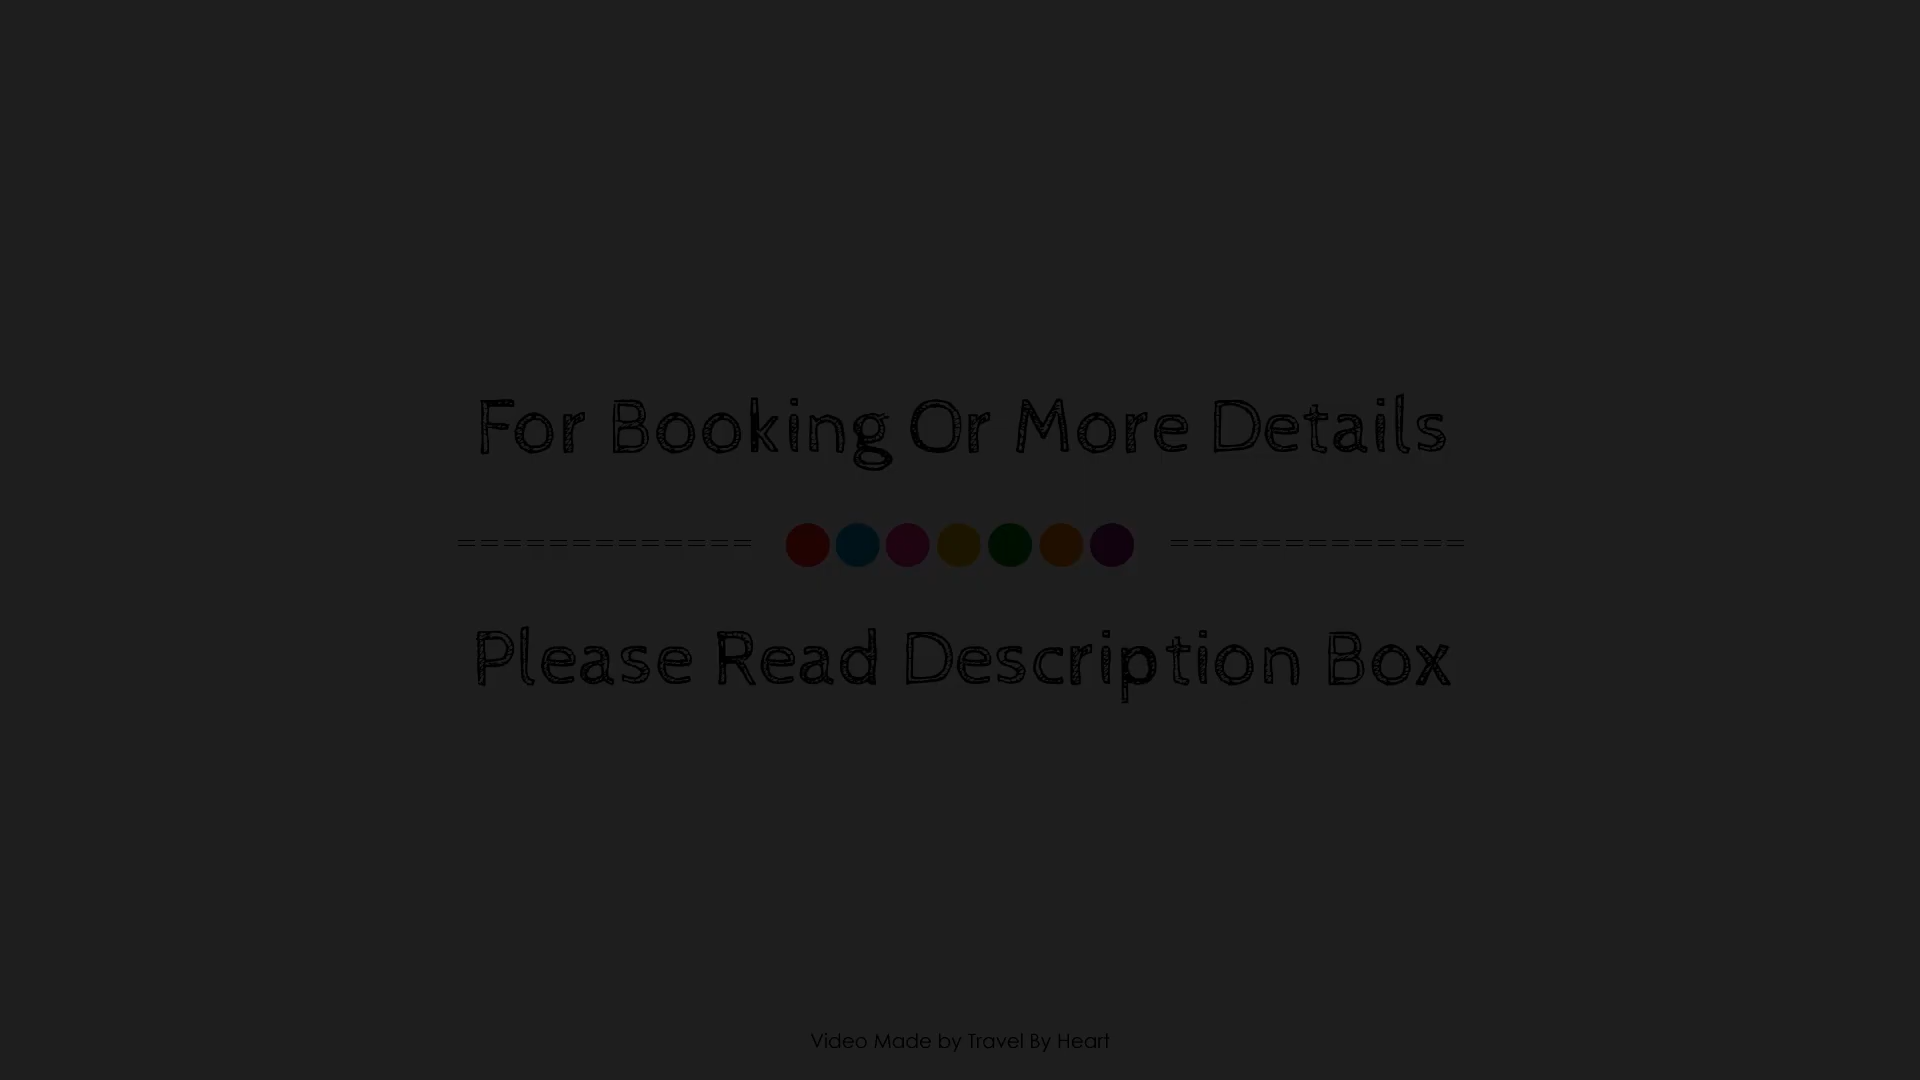 For Booking Or More Details
============= =============
Please Read Description Box
Video Made by Travel By Heart